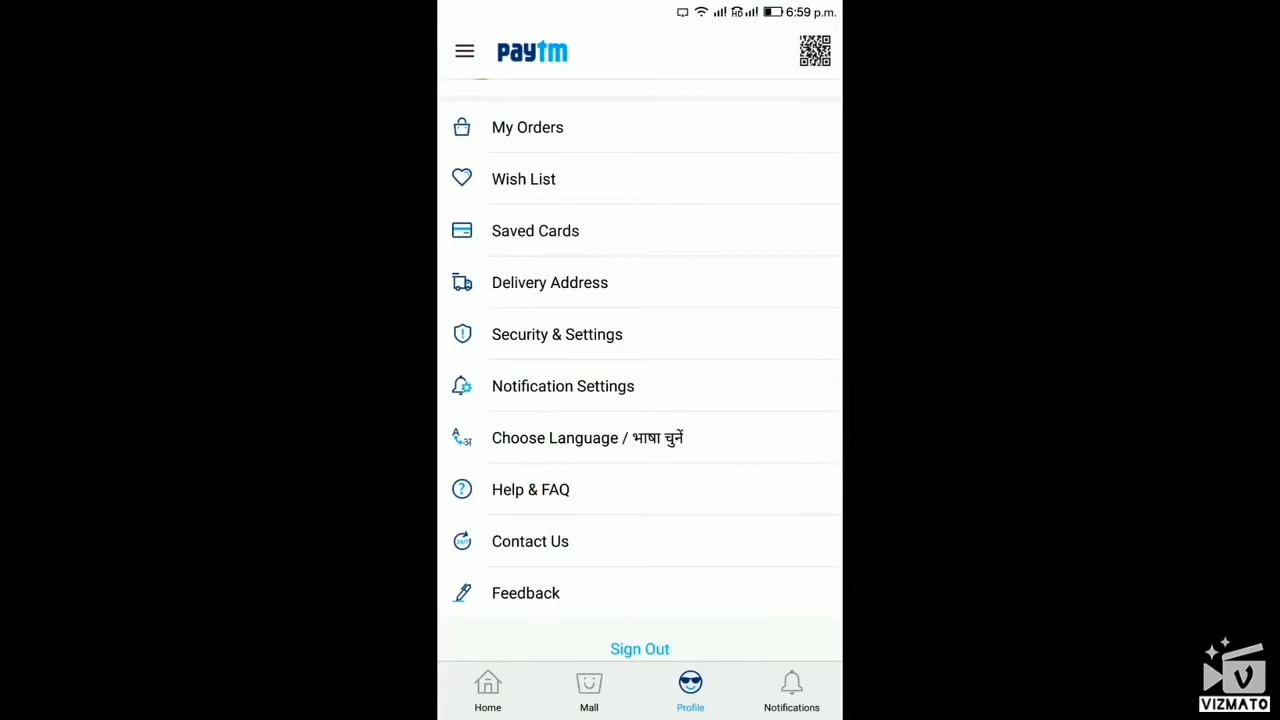 6:59 p.m.
paytm
My Orders
Wish List
Saved Cards
Delivery Address
Security & Settings
Notification Settings
Choose Language / भाषा चुनें
Help & FAQ
Contact Us
Feedback
Sign Out
Home Mall Profile Notifications
VIZMATO